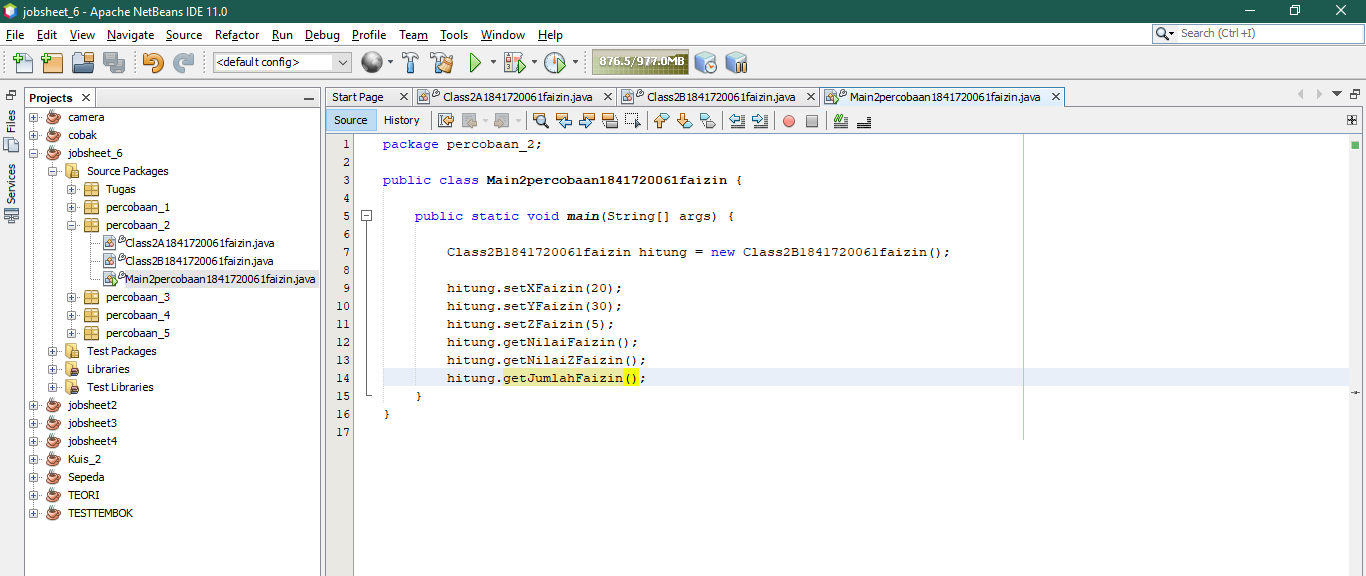 jobsheet_6 - Apache NetBeans IDE 11.0
File Edit View Navigate Source Refactor Run Debug Profile Team Tools Window Help
Search (Ctrl+I)
<default config>
876.5/977.0MB
Files
Services
Projects
camera
cobak
jobsheet_6
Source Packages
Tugas
percobaan_1
percobaan_2
Class2A1841720061faizin.java
Class2B1841720061faizin.java
Main2percobaan1841720061faizin.java
percobaan_3
percobaan_4
percobaan_5
Test Packages
Libraries
Test Libraries
jobsheet2
jobsheet3
jobsheet4
Kuis_2
Sepeda
TEORI
TESTTEMBOK
Start Page Class2A1841720061faizin.java Class2B1841720061faizin.java Main2percobaan1841720061faizin.java
Source History
1 package percobaan_2;
2
3 public class Main2percobaan1841720061faizin {
4
5 public static void main(String[] args) {
6
7 Class2B1841720061faizin hitung = new Class2B1841720061faizin();
8
9 hitung.setXFaizin(20);
10 hitung.setYFaizin(30);
11 hitung.setZFaizin(5);
12 hitung.getNilaiFaizin();
13 hitung.getNilaiZFaizin();
14 hitung.getJumlahFaizin();
15 }
16 }
17